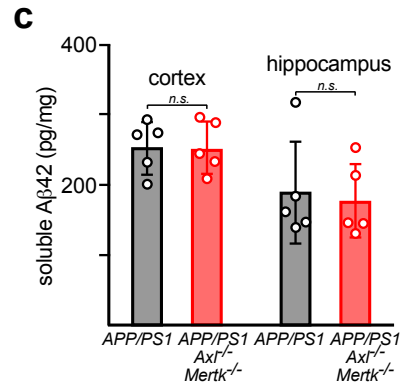 c
400
200
soluble Aβ42 (pg/mg)
cortex
n.s.
hippocampus
n.s.
APP/PS1
APP/PS1
Axl-/-
Mertk-/-
APP/PS1
APP/PS1
Axl-/-
Mertk-/-